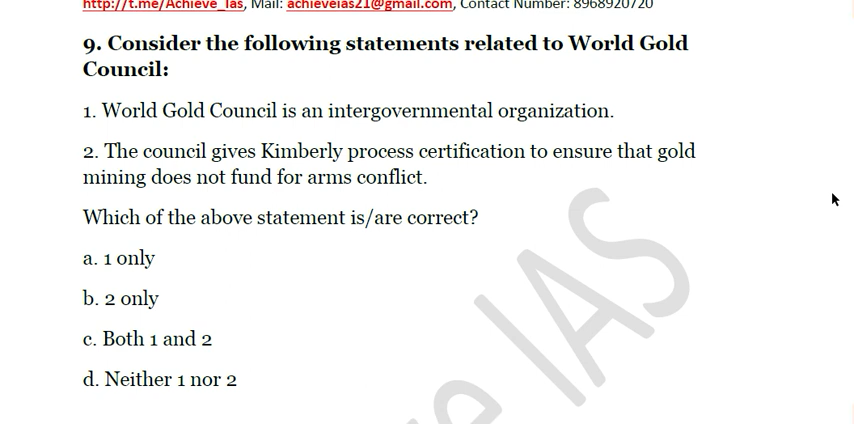 http://t.me/Achieve_Ias, Mail: achieveias21@gmail.com, Contact Number: 8968920720
9. Consider the following statements related to World Gold
Council:
1. World Gold Council is an intergovernmental organization.
2. The council gives Kimberly process certification to ensure that gold
mining does not fund for arms conflict.
Which of the above statement is/are correct?
a. 1 only
b. 2 only
c. Both 1 and 2
d. Neither 1 nor 2
e IAS